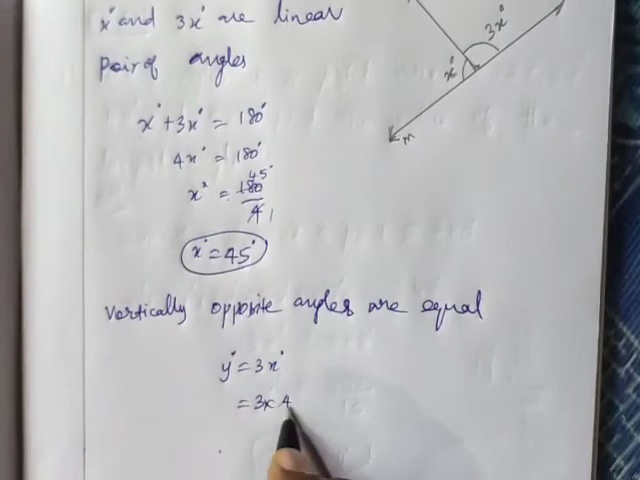 x° and 3x° are linear
pair of angles
x° + 3x° = 180°
4x° = 180°
45°
x° = 180
4 1
x° = 45°
Vertically opposite angles are equal
y° = 3x°
= 3x 4
3x°
x°
m